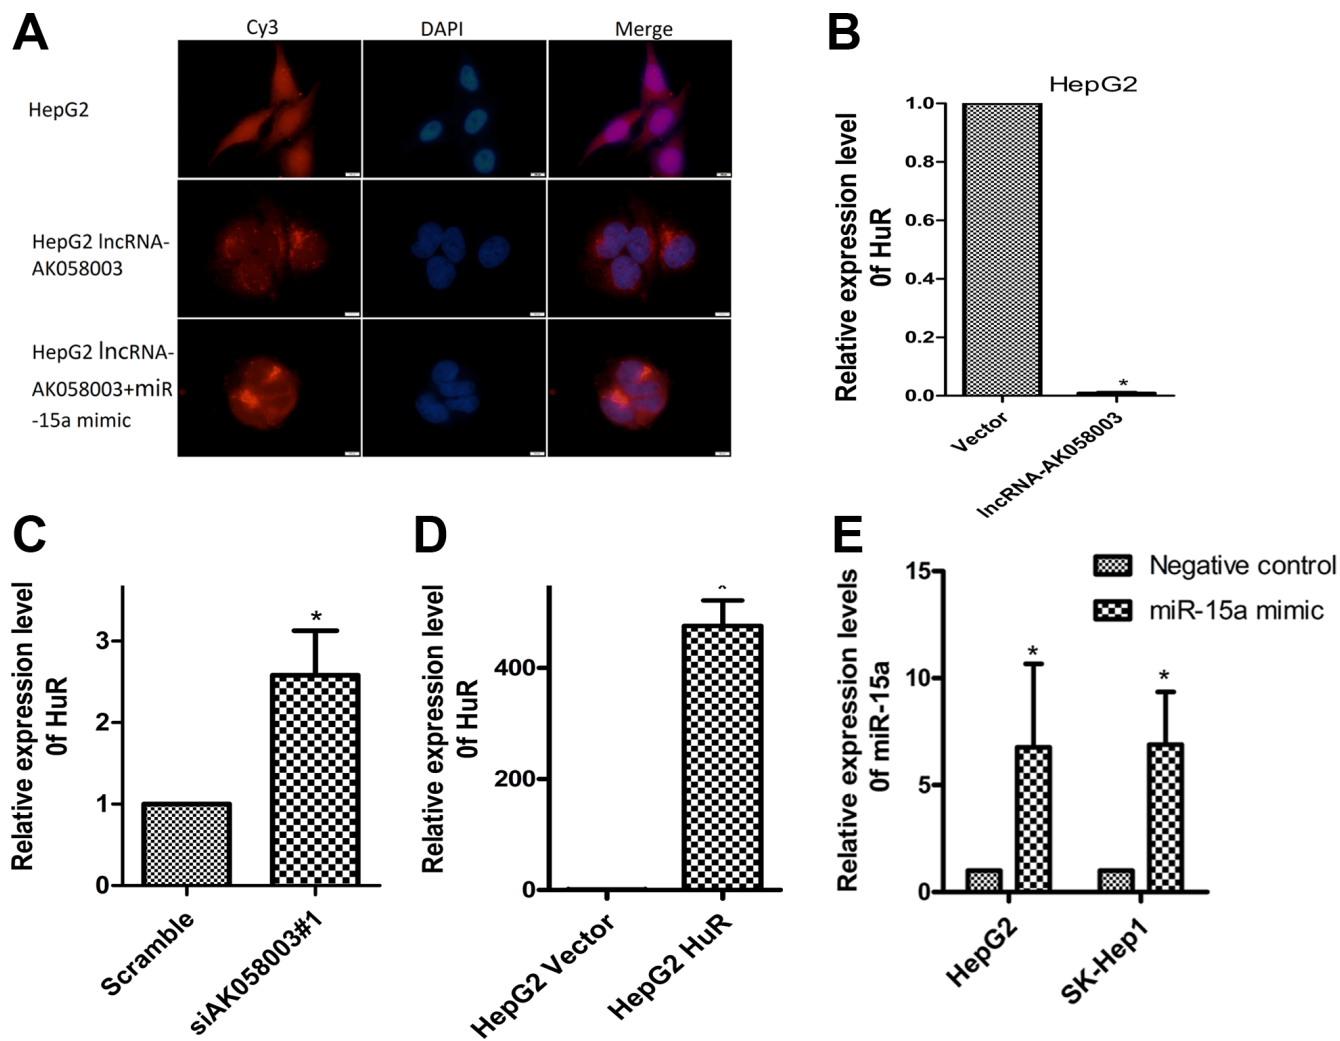 A
Cy3
DAPI
Merge
HepG2
HepG2 lncRNA-
AK058003
HepG2 lncRNA-
AK058003+miR
-15a mimic
B
HepG2
Relative expression level
0f HuR
1.0
0.8
0.6
0.4
0.2
0.0
*
Vector
lncRNA-AK058003
C
Relative expression level
0f HuR
3
2
1
0
*
Scramble
siAK058003#1
D
Relative expression level
0f HuR
400
200
0
HepG2 Vector
HepG2 HuR
E
Relative expression levels
0f miR-15a
15
10
5
0
Negative control
miR-15a mimic
*
*
HepG2
SK-Hep1